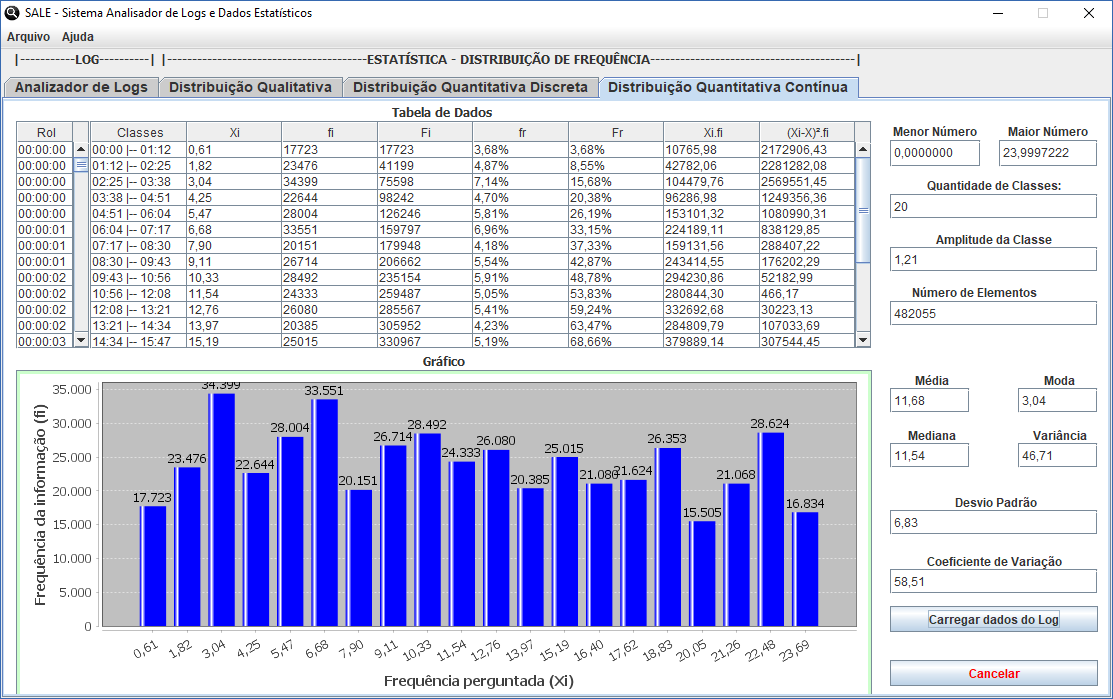 SALE - Sistema Analisador de Logs e Dados Estatísticos
Arquivo Ajuda
|-----------LOG----------| |----------------------------------------ESTATÍSTICA - DISTRIBUIÇÃO DE FREQUÊNCIA-----------------------------------------|
Analizador de Logs Distribuição Qualitativa Distribuição Quantitativa Discreta Distribuição Quantitativa Contínua
Tabela de Dados
Rol Classes Xi fi Fi fr Fr Xi.fi (Xi-X)².fi
00:00:00 00:00 |-- 01:12 0,61 17723 17723 3,68% 3,68% 10765,98 2172906,43
00:00:00 01:12 |-- 02:25 1,82 23476 41199 4,87% 8,55% 42782,06 2281282,08
00:00:00 02:25 |-- 03:38 3,04 34399 75598 7,14% 15,68% 104479,76 2569551,45
00:00:00 03:38 |-- 04:51 4,25 22644 98242 4,70% 20,38% 96286,98 1249356,36
00:00:00 04:51 |-- 06:04 5,47 28004 126246 5,81% 26,19% 153101,32 1080990,31
00:00:01 06:04 |-- 07:17 6,68 33551 159797 6,96% 33,15% 224189,11 838129,85
00:00:01 07:17 |-- 08:30 7,90 20151 179948 4,18% 37,33% 159131,56 288407,22
00:00:01 08:30 |-- 09:43 9,11 26714 206662 5,54% 42,87% 243414,55 176202,29
00:00:02 09:43 |-- 10:56 10,33 28492 235154 5,91% 48,78% 294230,86 52182,99
00:00:02 10:56 |-- 12:08 11,54 24333 259487 5,05% 53,83% 280844,30 466,17
00:00:02 12:08 |-- 13:21 12,76 26080 285567 5,41% 59,24% 332692,68 30223,13
00:00:02 13:21 |-- 14:34 13,97 20385 305952 4,23% 63,47% 284809,79 107033,69
00:00:03 14:34 |-- 15:47 15,19 25015 330967 5,19% 68,66% 379889,14 307544,45
Menor Número Maior Número
0,0000000 23,9997222
Quantidade de Classes:
20
Amplitude da Classe
1,21
Número de Elementos
482055
Média Moda
11,68 3,04
Mediana Variância
11,54 46,71
Desvio Padrão
6,83
Coeficiente de Variação
58,51
Carregar dados do Log
Cancelar
Gráfico
Frequência da informação (fi)
35.000
30.000
25.000
20.000
15.000
10.000
5.000
0
17.723 23.476 34.399 22.644 28.004 33.551 20.151 26.714 28.492 24.333 26.080 20.385 25.015 21.080 21.624 26.353 15.505 21.068 28.624 16.834
0,61 1,82 3,04 4,25 5,47 6,68 7,90 9,11 10,33 11,54 12,76 13,97 15,19 16,40 17,62 18,83 20,05 21,26 22,48 23,69
Frequência perguntada (Xi)